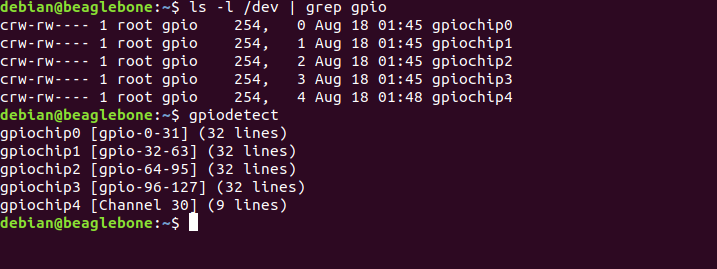 debian@beaglebone:~$ ls -l /dev | grep gpio
crw-rw---- 1 root gpio    254,   0 Aug 18 01:45 gpiochip0
crw-rw---- 1 root gpio    254,   1 Aug 18 01:45 gpiochip1
crw-rw---- 1 root gpio    254,   2 Aug 18 01:45 gpiochip2
crw-rw---- 1 root gpio    254,   3 Aug 18 01:45 gpiochip3
crw-rw---- 1 root gpio    254,   4 Aug 18 01:48 gpiochip4
debian@beaglebone:~$ gpiodetect
gpiochip0 [gpio-0-31] (32 lines)
gpiochip1 [gpio-32-63] (32 lines)
gpiochip2 [gpio-64-95] (32 lines)
gpiochip3 [gpio-96-127] (32 lines)
gpiochip4 [Channel 30] (9 lines)
debian@beaglebone:~$